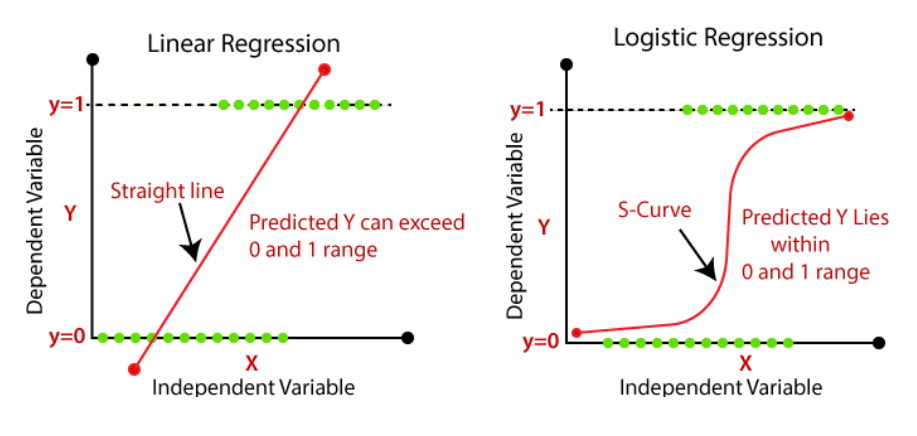 Linear Regression
y=1
Dependent Variable
Y
Straight line
Predicted Y can exceed
0 and 1 range
y=0
X
Independent Variable
Logistic Regression
y=1
Dependent Variable
Y
S-Curve
Predicted Y Lies
within
0 and 1 range
y=0
X
Independent Variable